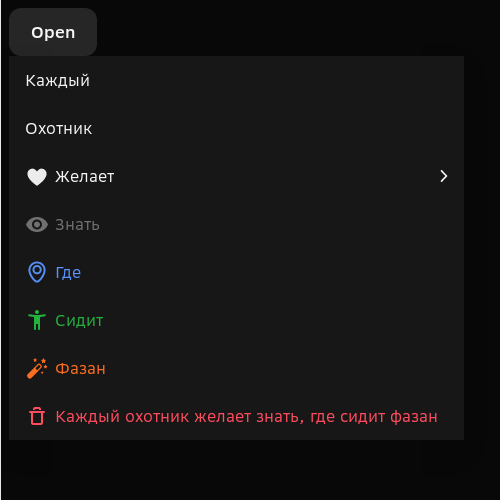 Open
Каждый
Охотник
Желает
Знать
Где
Сидит
Фазан
Каждый охотник желает знать, где сидит фазан